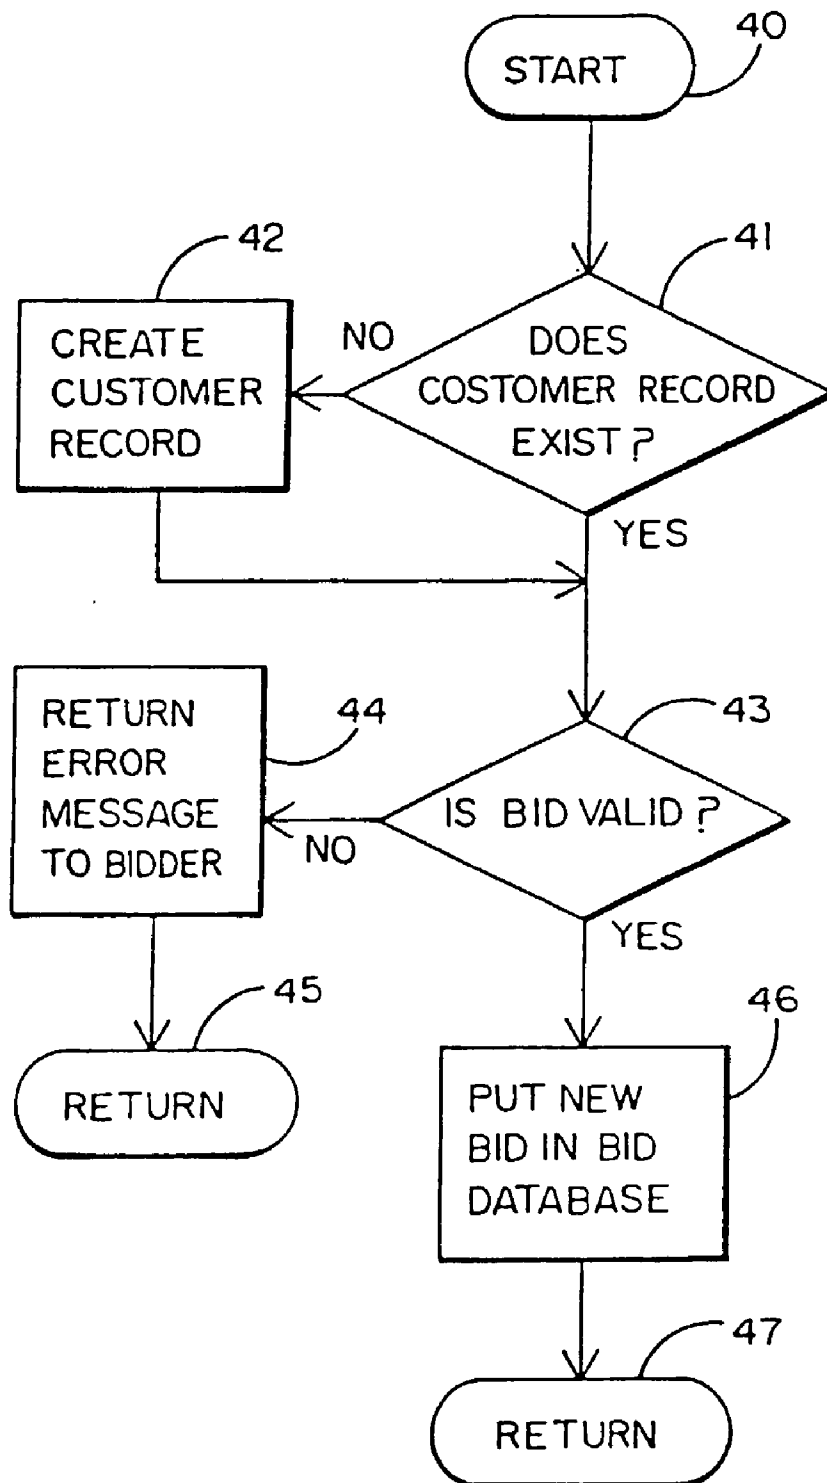 40
START
42
41
CREATE
CUSTOMER
RECORD
NO
DOES
COSTOMER RECORD
EXIST?
YES
RETURN
ERROR
MESSAGE
TO BIDDER
44
43
IS BID VALID?
NO
YES
45
RETURN
46
PUT NEW
BID IN BID
DATABASE
47
RETURN